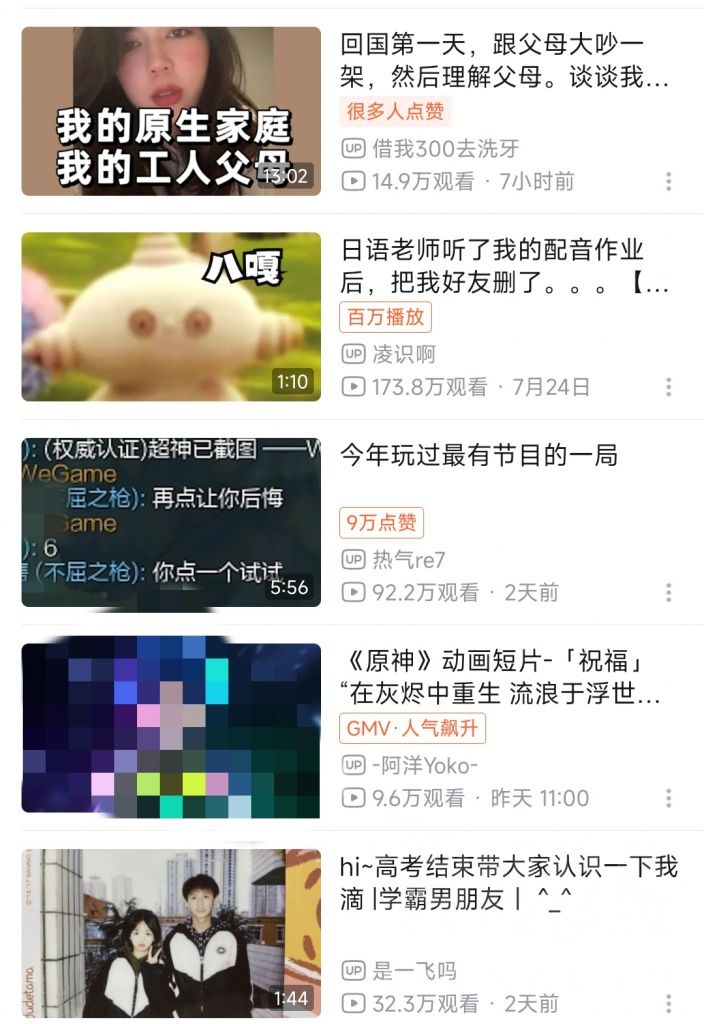 回国第一天，跟父母大吵一
架，然后理解父母。谈谈我...
我的原生家庭
我的工人父母
13:02
很多人点赞
UP 借我300去洗牙
14.9万观看 · 7小时前
日语老师听了我的配音作业
后，把我好友删了。。。【...
八嘎
1:10
百万播放
UP 凌识啊
173.8万观看 · 7月24日
今年玩过最有节目的一局
): (权威认证)超神已截图 ——W
WeGame
屈之枪): 再点让你后悔
Game
): 6
(不屈之枪): 你点一个试试
5:56
9万点赞
UP 热气re7
92.2万观看 · 2天前
《原神》动画短片-「祝福」
“在灰烬中重生 流浪于浮世...
GMV·人气飙升
UP -阿洋Yoko-
9.6万观看 · 昨天 11:00
hi~高考结束带大家认识一下我
滴 |学霸男朋友丨 ^_^
1:44
UP 是一飞吗
32.3万观看 · 2天前